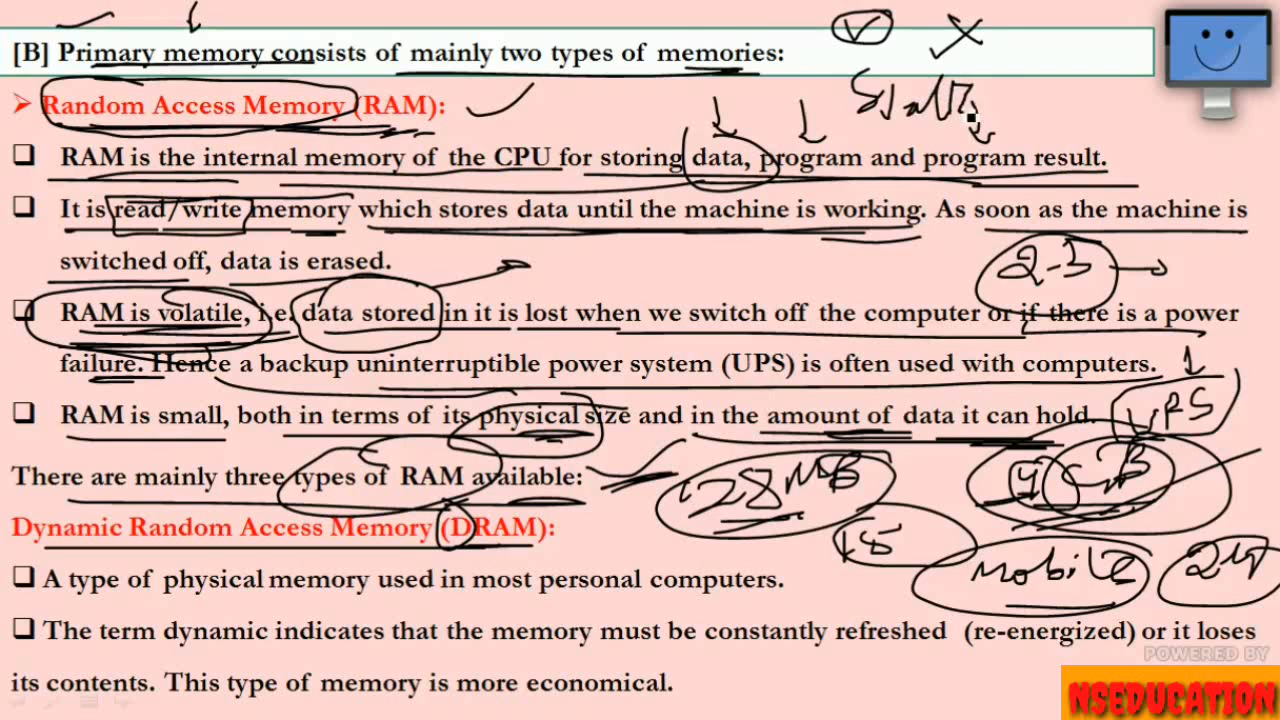 [B] Primary memory consists of mainly two types of memories:
➤ Random Access Memory (RAM):
❑ RAM is the internal memory of the CPU for storing data, program and program result.
❑ It is read/write memory which stores data until the machine is working. As soon as the machine is
switched off, data is erased.
2-3
❑ RAM is volatile, i.e. data stored in it is lost when we switch off the computer or if there is a power
failure. Hence a backup uninterruptible power system (UPS) is often used with computers.
UPS
❑ RAM is small, both in terms of its physical size and in the amount of data it can hold.
There are mainly three types of RAM available:
128 MB
4 GB
Dynamic Random Access Memory (DRAM):
mobile
❑ A type of physical memory used in most personal computers.
❑ The term dynamic indicates that the memory must be constantly refreshed (re-energized) or it loses
its contents. This type of memory is more economical.
POWERED BY
NSEDUCATION